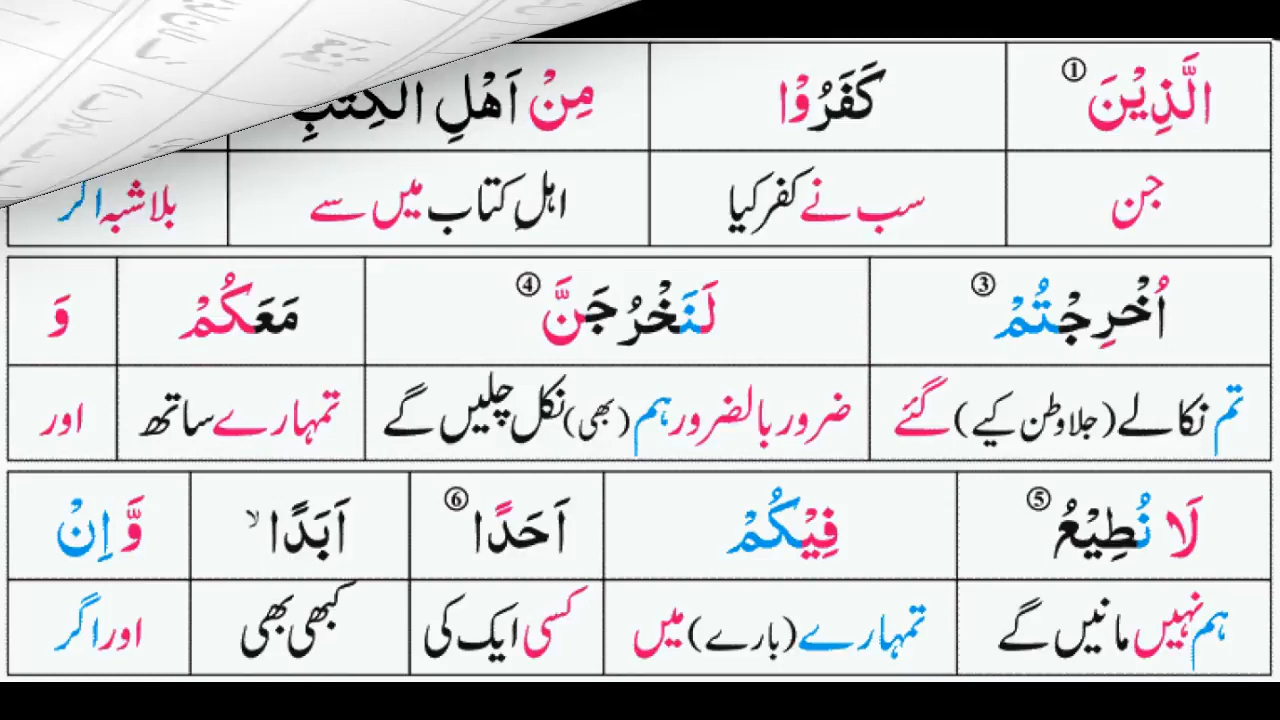 الَّذِيْنَ ① كَفَرُوْا مِنْ اَهْلِ الْكِتٰبِ
جن سب نے کفر کیا اہلِ کتاب میں سے بلاشبہ اگر
اُخْرِجْتُمْ ③ لَنَخْرُجَنَّ ④ مَعَكُمْ وَ
تم نکالے (جلاوطن کیے) گئے ضرور بالضرور ہم (بھی) نکل چلیں گے تمہارے ساتھ اور
لَا نُطِيْعُ ⑤ فِيْكُمْ اَحَدًا ⑥ اَبَدًا ۙ وَّ اِنْ
ہم نہیں مانیں گے تمہارے (بارے) میں کسی ایک کی کبھی بھی اور اگر